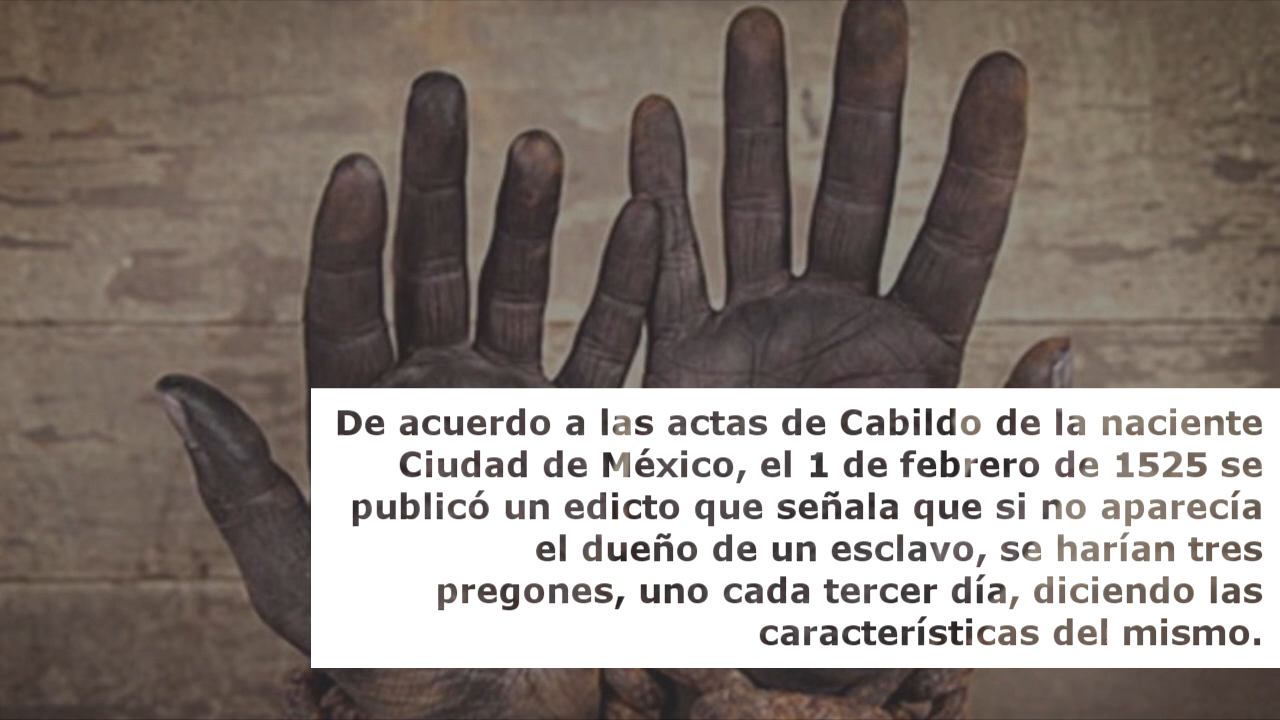 De acuerdo a las actas de Cabildo de la naciente
Ciudad de México, el 1 de febrero de 1525 se
publicó un edicto que señala que si no aparecía
el dueño de un esclavo, se harían tres
pregones, uno cada tercer día, diciendo las
características del mismo.